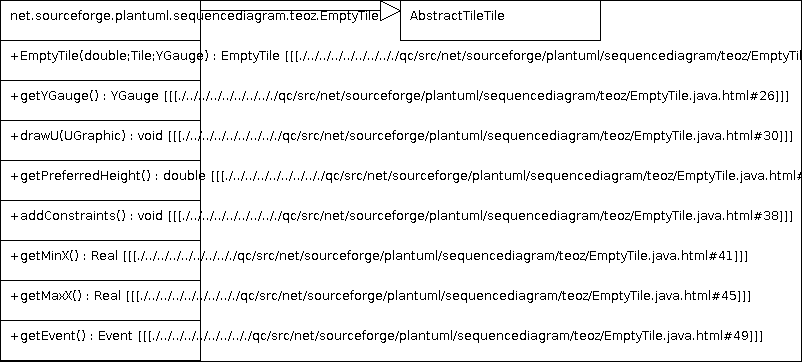 net.sourceforge.plantuml.sequencediagram.teoz.EmptyTile
AbstractTileTile
+EmptyTile(double;Tile;YGauge) : EmptyTile [[[./../../../../../../../../qc/src/net/sourceforge/plantuml/sequencediagram/teoz/EmptyTil
+getYGauge() : YGauge [[[./../../../../../../../../qc/src/net/sourceforge/plantuml/sequencediagram/teoz/EmptyTile.java.html#26]]]
+drawU(UGraphic) : void [[[./../../../../../../../../qc/src/net/sourceforge/plantuml/sequencediagram/teoz/EmptyTile.java.html#30]]]
+getPreferredHeight() : double [[[./../../../../../../../../qc/src/net/sourceforge/plantuml/sequencediagram/teoz/EmptyTile.java.html#
+addConstraints() : void [[[./../../../../../../../../qc/src/net/sourceforge/plantuml/sequencediagram/teoz/EmptyTile.java.html#38]]]
+getMinX() : Real [[[./../../../../../../../../qc/src/net/sourceforge/plantuml/sequencediagram/teoz/EmptyTile.java.html#41]]]
+getMaxX() : Real [[[./../../../../../../../../qc/src/net/sourceforge/plantuml/sequencediagram/teoz/EmptyTile.java.html#45]]]
+getEvent() : Event [[[./../../../../../../../../qc/src/net/sourceforge/plantuml/sequencediagram/teoz/EmptyTile.java.html#49]]]